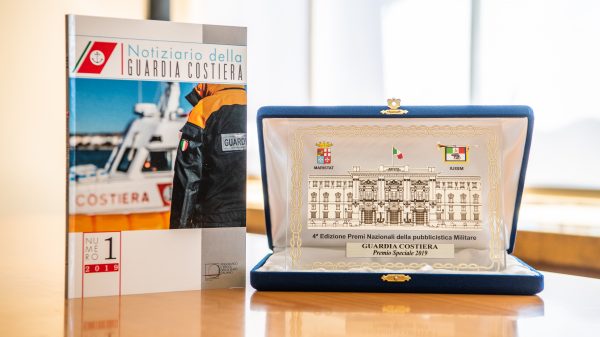 Notiziario della
GUARDIA COSTIERA
GUARD
COSTIERA
NU
ME
RO
1
2019
MARISTAT
IUSSM
4ª Edizione Premi Nazionali della pubblicistica Militare
GUARDIA COSTIERA
Premio Speciale 2019